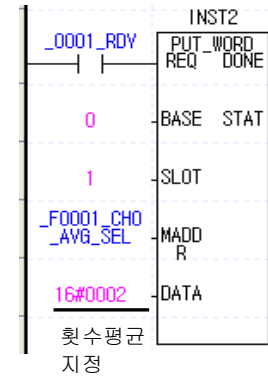 INST2
_0001_RDY
PUT_WORD
REQ DONE
0
BASE STAT
1
SLOT
_F0001_CH0
_AVG_SEL
MADD
R
16#0002
DATA
횟수평균
지정